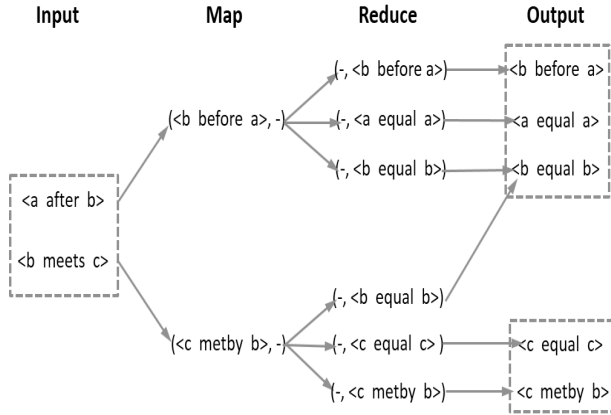 Input Map Reduce Output
(-, <b before a>) <b before a>
(<b before a>, -) (-, <a equal a>) <a equal a>
(-, <b equal b>) <b equal b>
<a after b>
<b meets c>
(-, <b equal b>)
(<c metby b>, -) (-, <c equal c> ) <c equal c>
(-, <c metby b>) <c metby b>